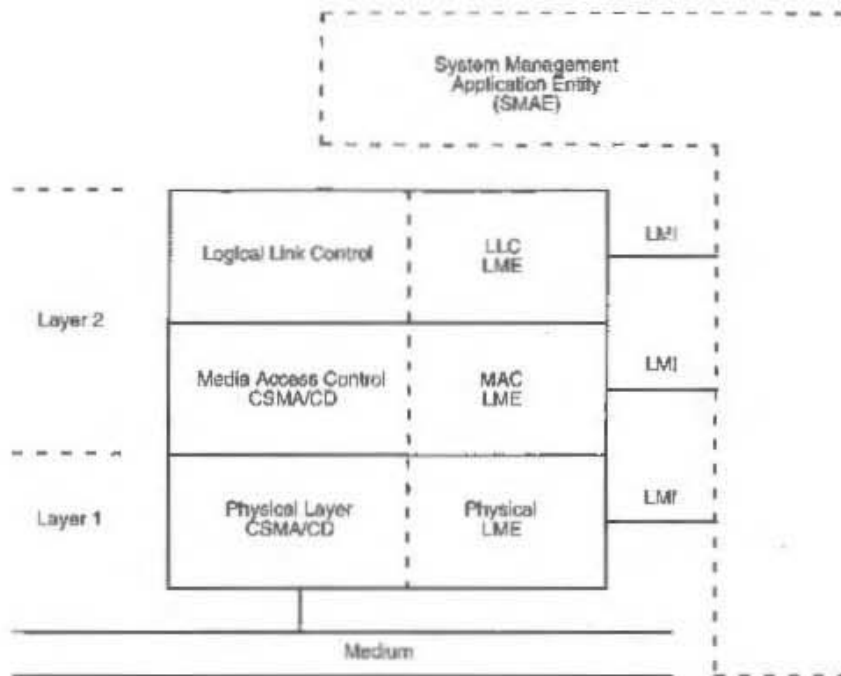 System Management
Application Entity
(SMAE)
Logical Link Control
LLC
LME
LMI
Layer 2
Media Access Control
CSMA/CD
MAC
LME
LMI
Layer 1
Physical Layer
CSMA/CD
Physical
LME
LMI
Medium